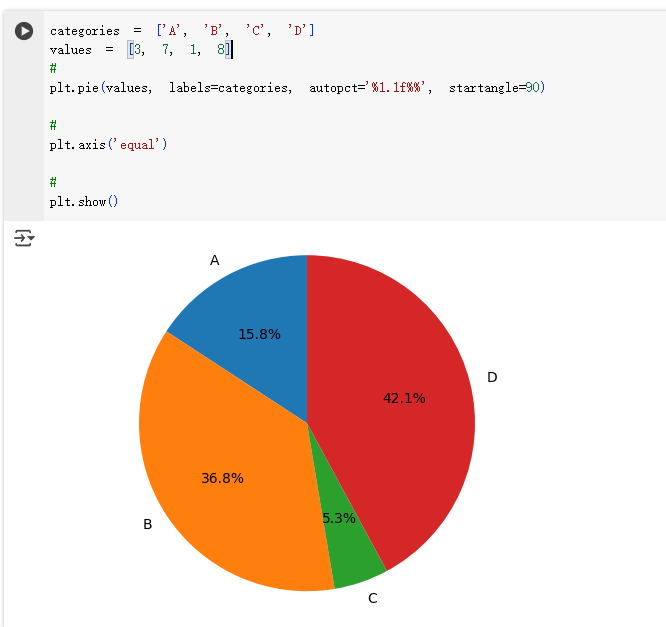 categories = ['A', 'B', 'C', 'D']
values = [3, 7, 1, 8]
#
plt.pie(values, labels=categories, autopct='%1.1f%%', startangle=90)
#
plt.axis('equal')
#
plt.show()
A
15.8%
D
42.1%
36.8%
5.3%
B
C